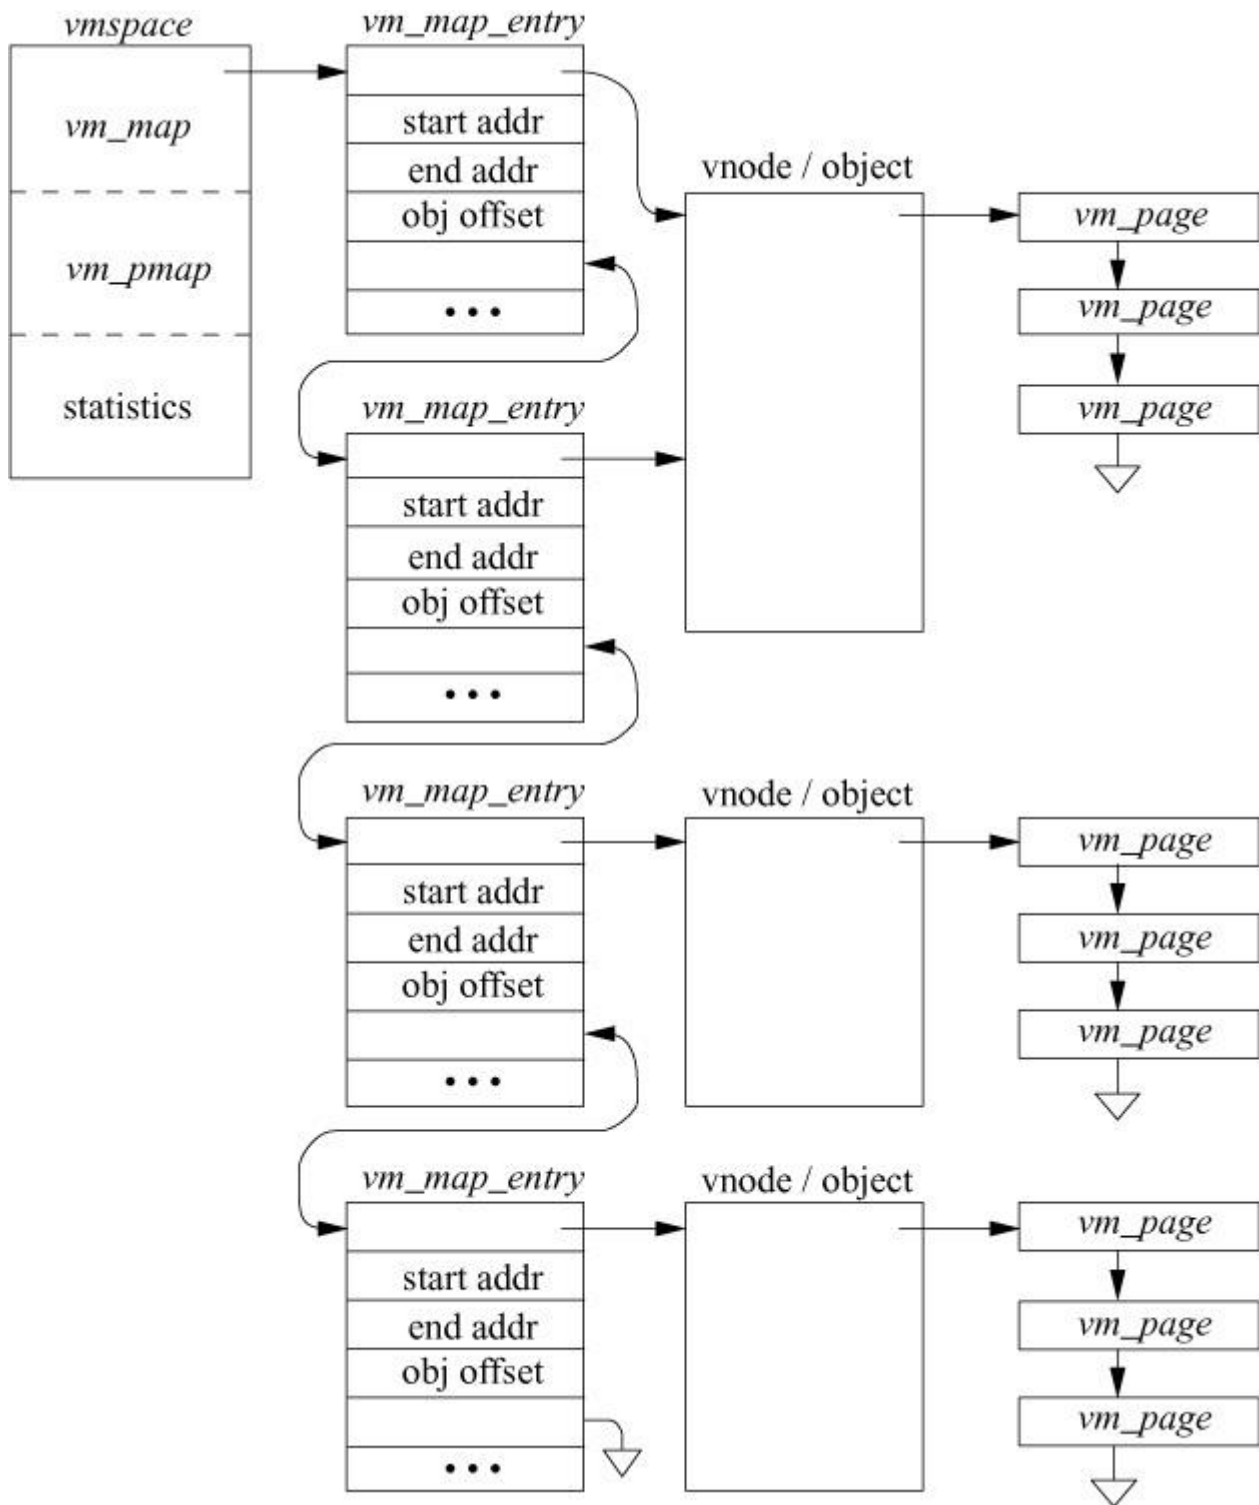 vmspace
vm_map
vm_pmap
statistics
vm_map_entry
start addr
end addr
obj offset
• • •
vnode / object
vm_page
vm_page
vm_page
vm_map_entry
start addr
end addr
obj offset
• • •
vm_map_entry
start addr
end addr
obj offset
• • •
vnode / object
vm_page
vm_page
vm_page
vm_map_entry
start addr
end addr
obj offset
• • •
vnode / object
vm_page
vm_page
vm_page